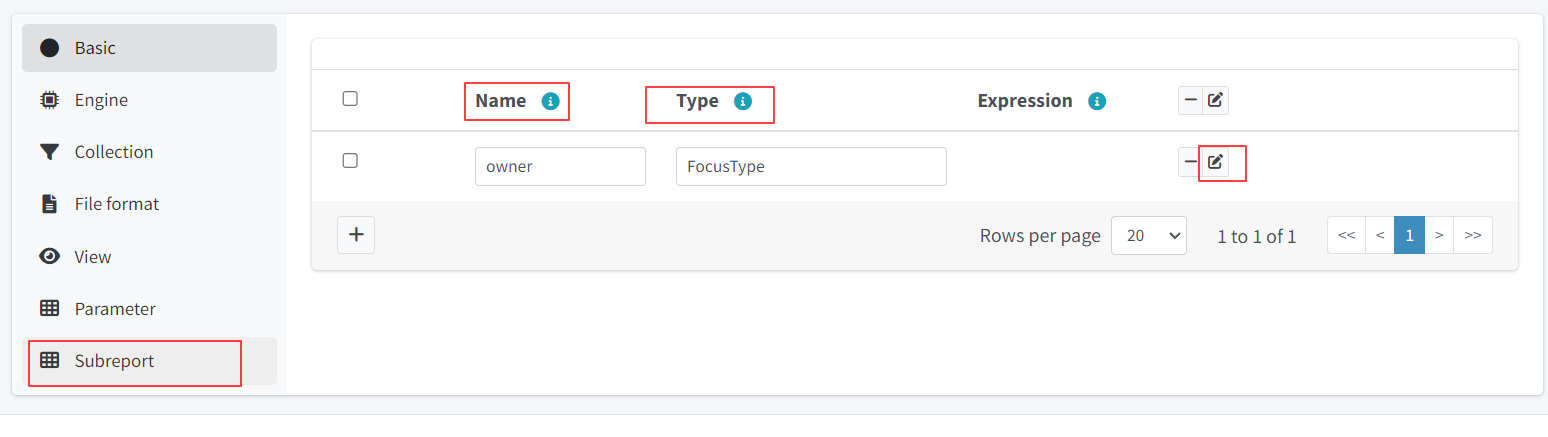 Basic
Engine
Collection
File format
View
Parameter
Subreport
Name Type Expression
owner FocusType
Rows per page 20 1 to 1 of 1 << < 1 > >>